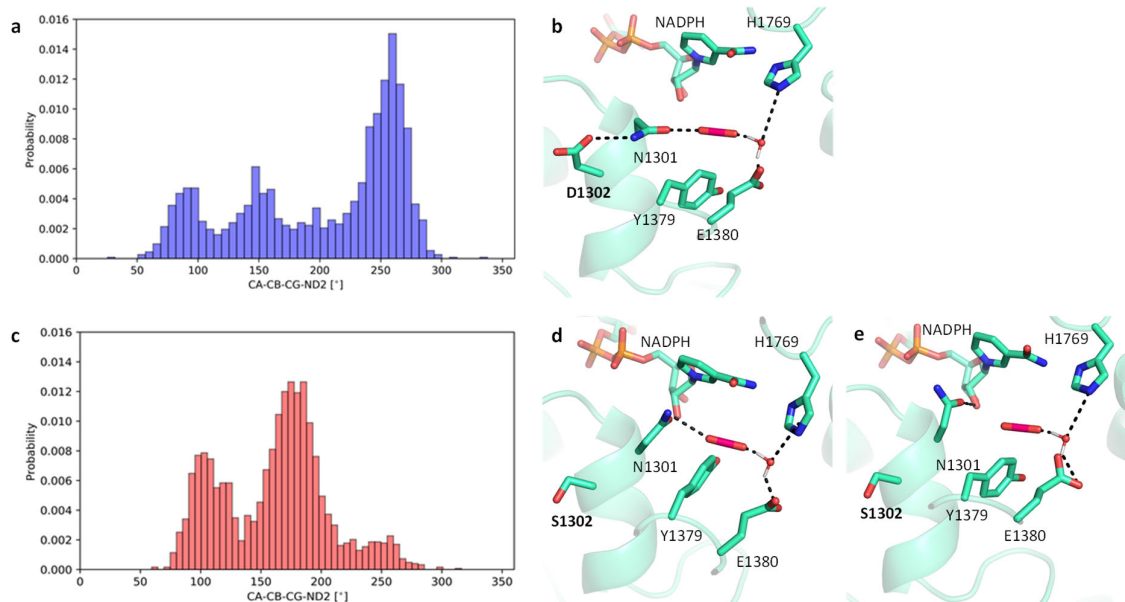 a
0.016
0.014
0.012
0.010
0.008
0.006
0.004
0.002
0.000
Probability
0 50 100 150 200 250 300 350
CA-CB-CG-ND2 [°]
b
NADPH
H1769
N1301
D1302
Y1379
E1380
c
0.016
0.014
0.012
0.010
0.008
0.006
0.004
0.002
0.000
Probability
0 50 100 150 200 250 300 350
CA-CB-CG-ND2 [°]
d
NADPH
H1769
N1301
S1302
Y1379
E1380
e
NADPH
H1769
N1301
S1302
Y1379
E1380